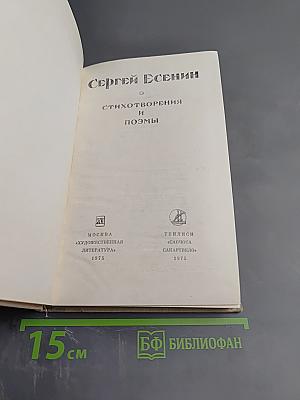 Сергей Есенин
СТИХОТВОРЕНИЯ
И
ПОЭМЫ
МОСКВА
«ХУДОЖЕСТВЕННАЯ
ЛИТЕРАТУРА»
1975
ТБИЛИСИ
«САБЧОТА
САКАРТВЕЛО»
1975
15 см
БФ БИБЛИОФАН